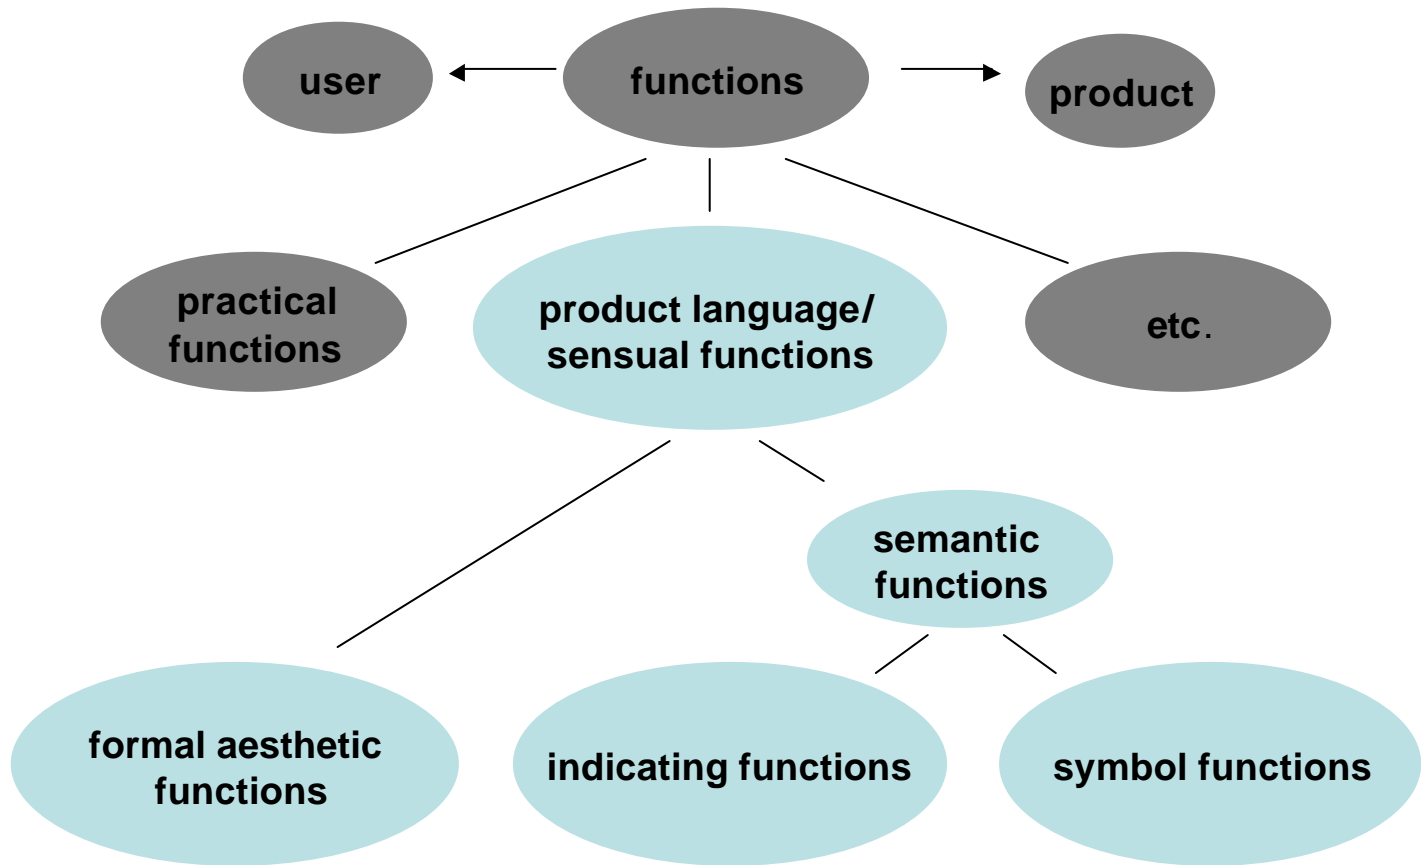 user
functions
product
practical
functions
product language/
sensual functions
etc.
semantic
functions
formal aesthetic
functions
indicating functions
symbol functions